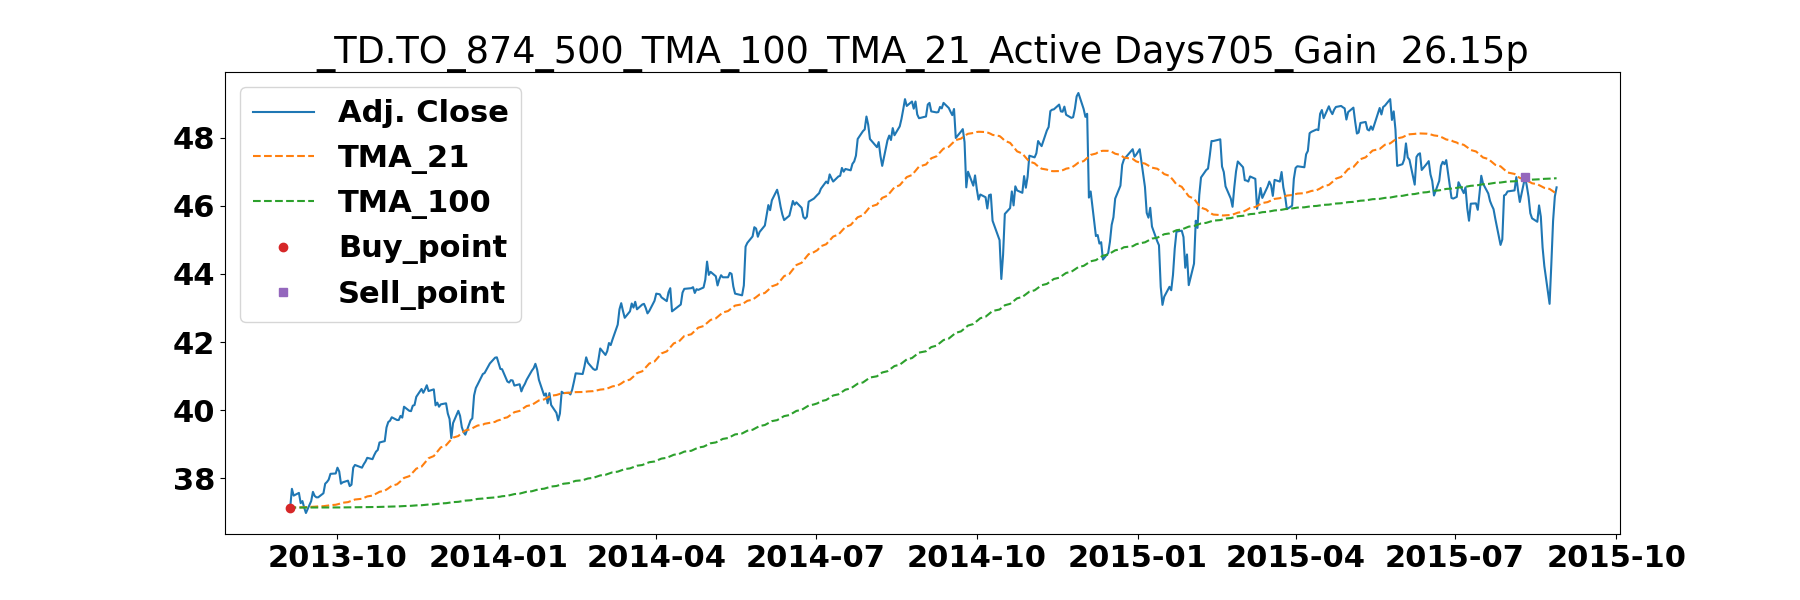 _TD.TO_874_500_TMA_100_TMA_21_Active Days705_Gain  26.15p
Adj. Close
TMA_21
TMA_100
Buy_point
Sell_point
48
46
44
42
40
38
2013-10 2014-01 2014-04 2014-07 2014-10 2015-01 2015-04 2015-07 2015-10